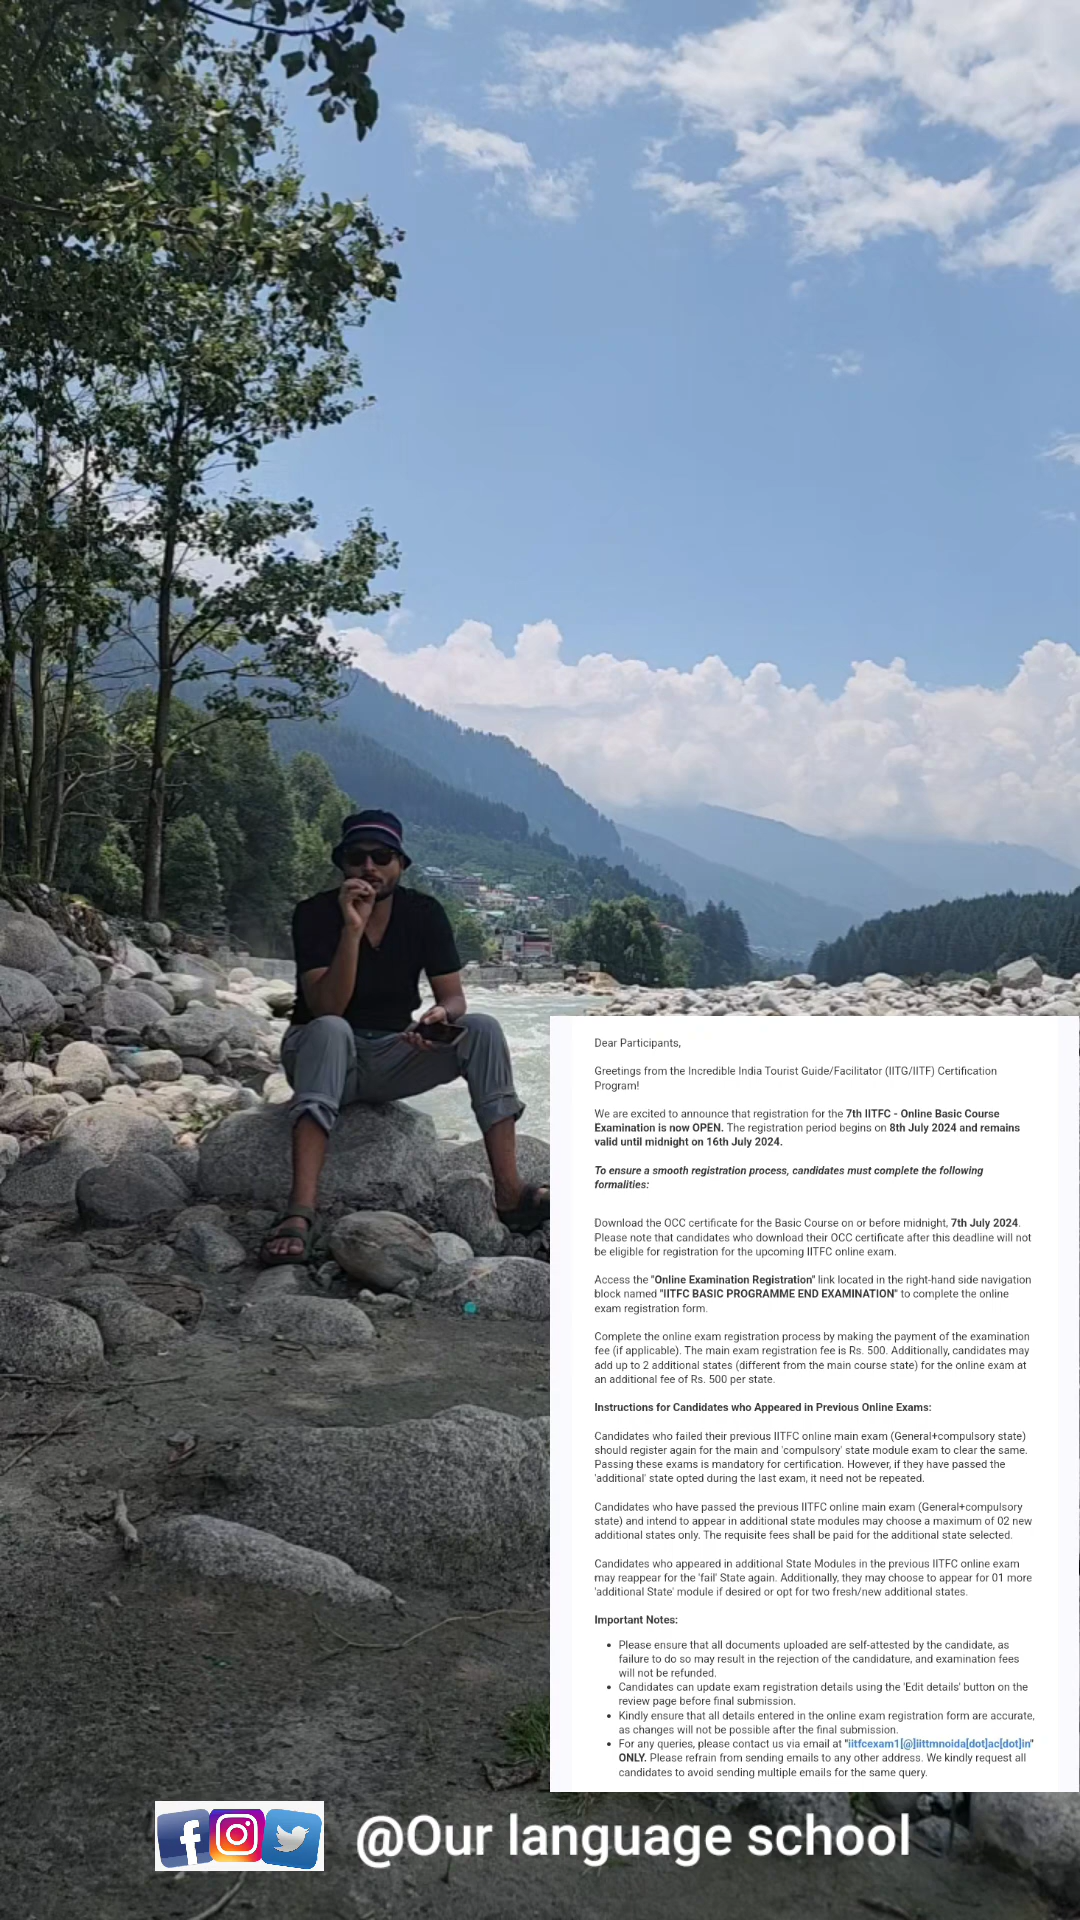 Dear Participants,
Greetings from the Incredible India Tourist Guide/Facilitator (IITG/IITF) Certification
Program!
We are excited to announce that registration for the 7th IITFC - Online Basic Course
Examination is now OPEN. The registration period begins on 8th July 2024 and remains
valid until midnight on 16th July 2024.
To ensure a smooth registration process, candidates must complete the following
formalities:
Download the OCC certificate for the Basic Course on or before midnight, 7th July 2024.
Please note that candidates who download their OCC certificate after this deadline will not
be eligible for registration for the upcoming IITFC online exam.
Access the "Online Examination Registration" link located in the right-hand side navigation
block named "IITFC BASIC PROGRAMME END EXAMINATION" to complete the online
exam registration form.
Complete the online exam registration process by making the payment of the examination
fee (if applicable). The main exam registration fee is Rs. 500. Additionally, candidates may
add up to 2 additional states (different from the main course state) for the online exam at
an additional fee of Rs. 500 per state.
Instructions for Candidates who Appeared in Previous Online Exams:
Candidates who failed their previous IITFC online main exam (General+compulsory state)
should register again for the main and 'compulsory' state module exam to clear the same.
Passing these exams is mandatory for certification. However, if they have passed the
'additional' state opted during the last exam, it need not be repeated.
Candidates who have passed the previous IITFC online main exam (General+compulsory
state) and intend to appear in additional state modules may choose a maximum of 02 new
additional states only. The requisite fees shall be paid for the additional state selected.
Candidates who appeared in additional State Modules in the previous IITFC online exam
may reappear for the 'fail' State again. Additionally, they may choose to appear for 01 more
'additional State' module if desired or opt for two fresh/new additional states.
Important Notes:
• Please ensure that all documents uploaded are self-attested by the candidate, as
failure to do so may result in the rejection of the candidature, and examination fees
will not be refunded.
• Candidates can update exam registration details using the 'Edit details' button on the
review page before final submission.
• Kindly ensure that all details entered in the online exam registration form are accurate,
as changes will not be possible after the final submission.
• For any queries, please contact us via email at "iitfcexam1[@]iittmnoida[dot]ac[dot]in"
ONLY. Please refrain from sending emails to any other address. We kindly request all
candidates to avoid sending multiple emails for the same query.
@Our language school